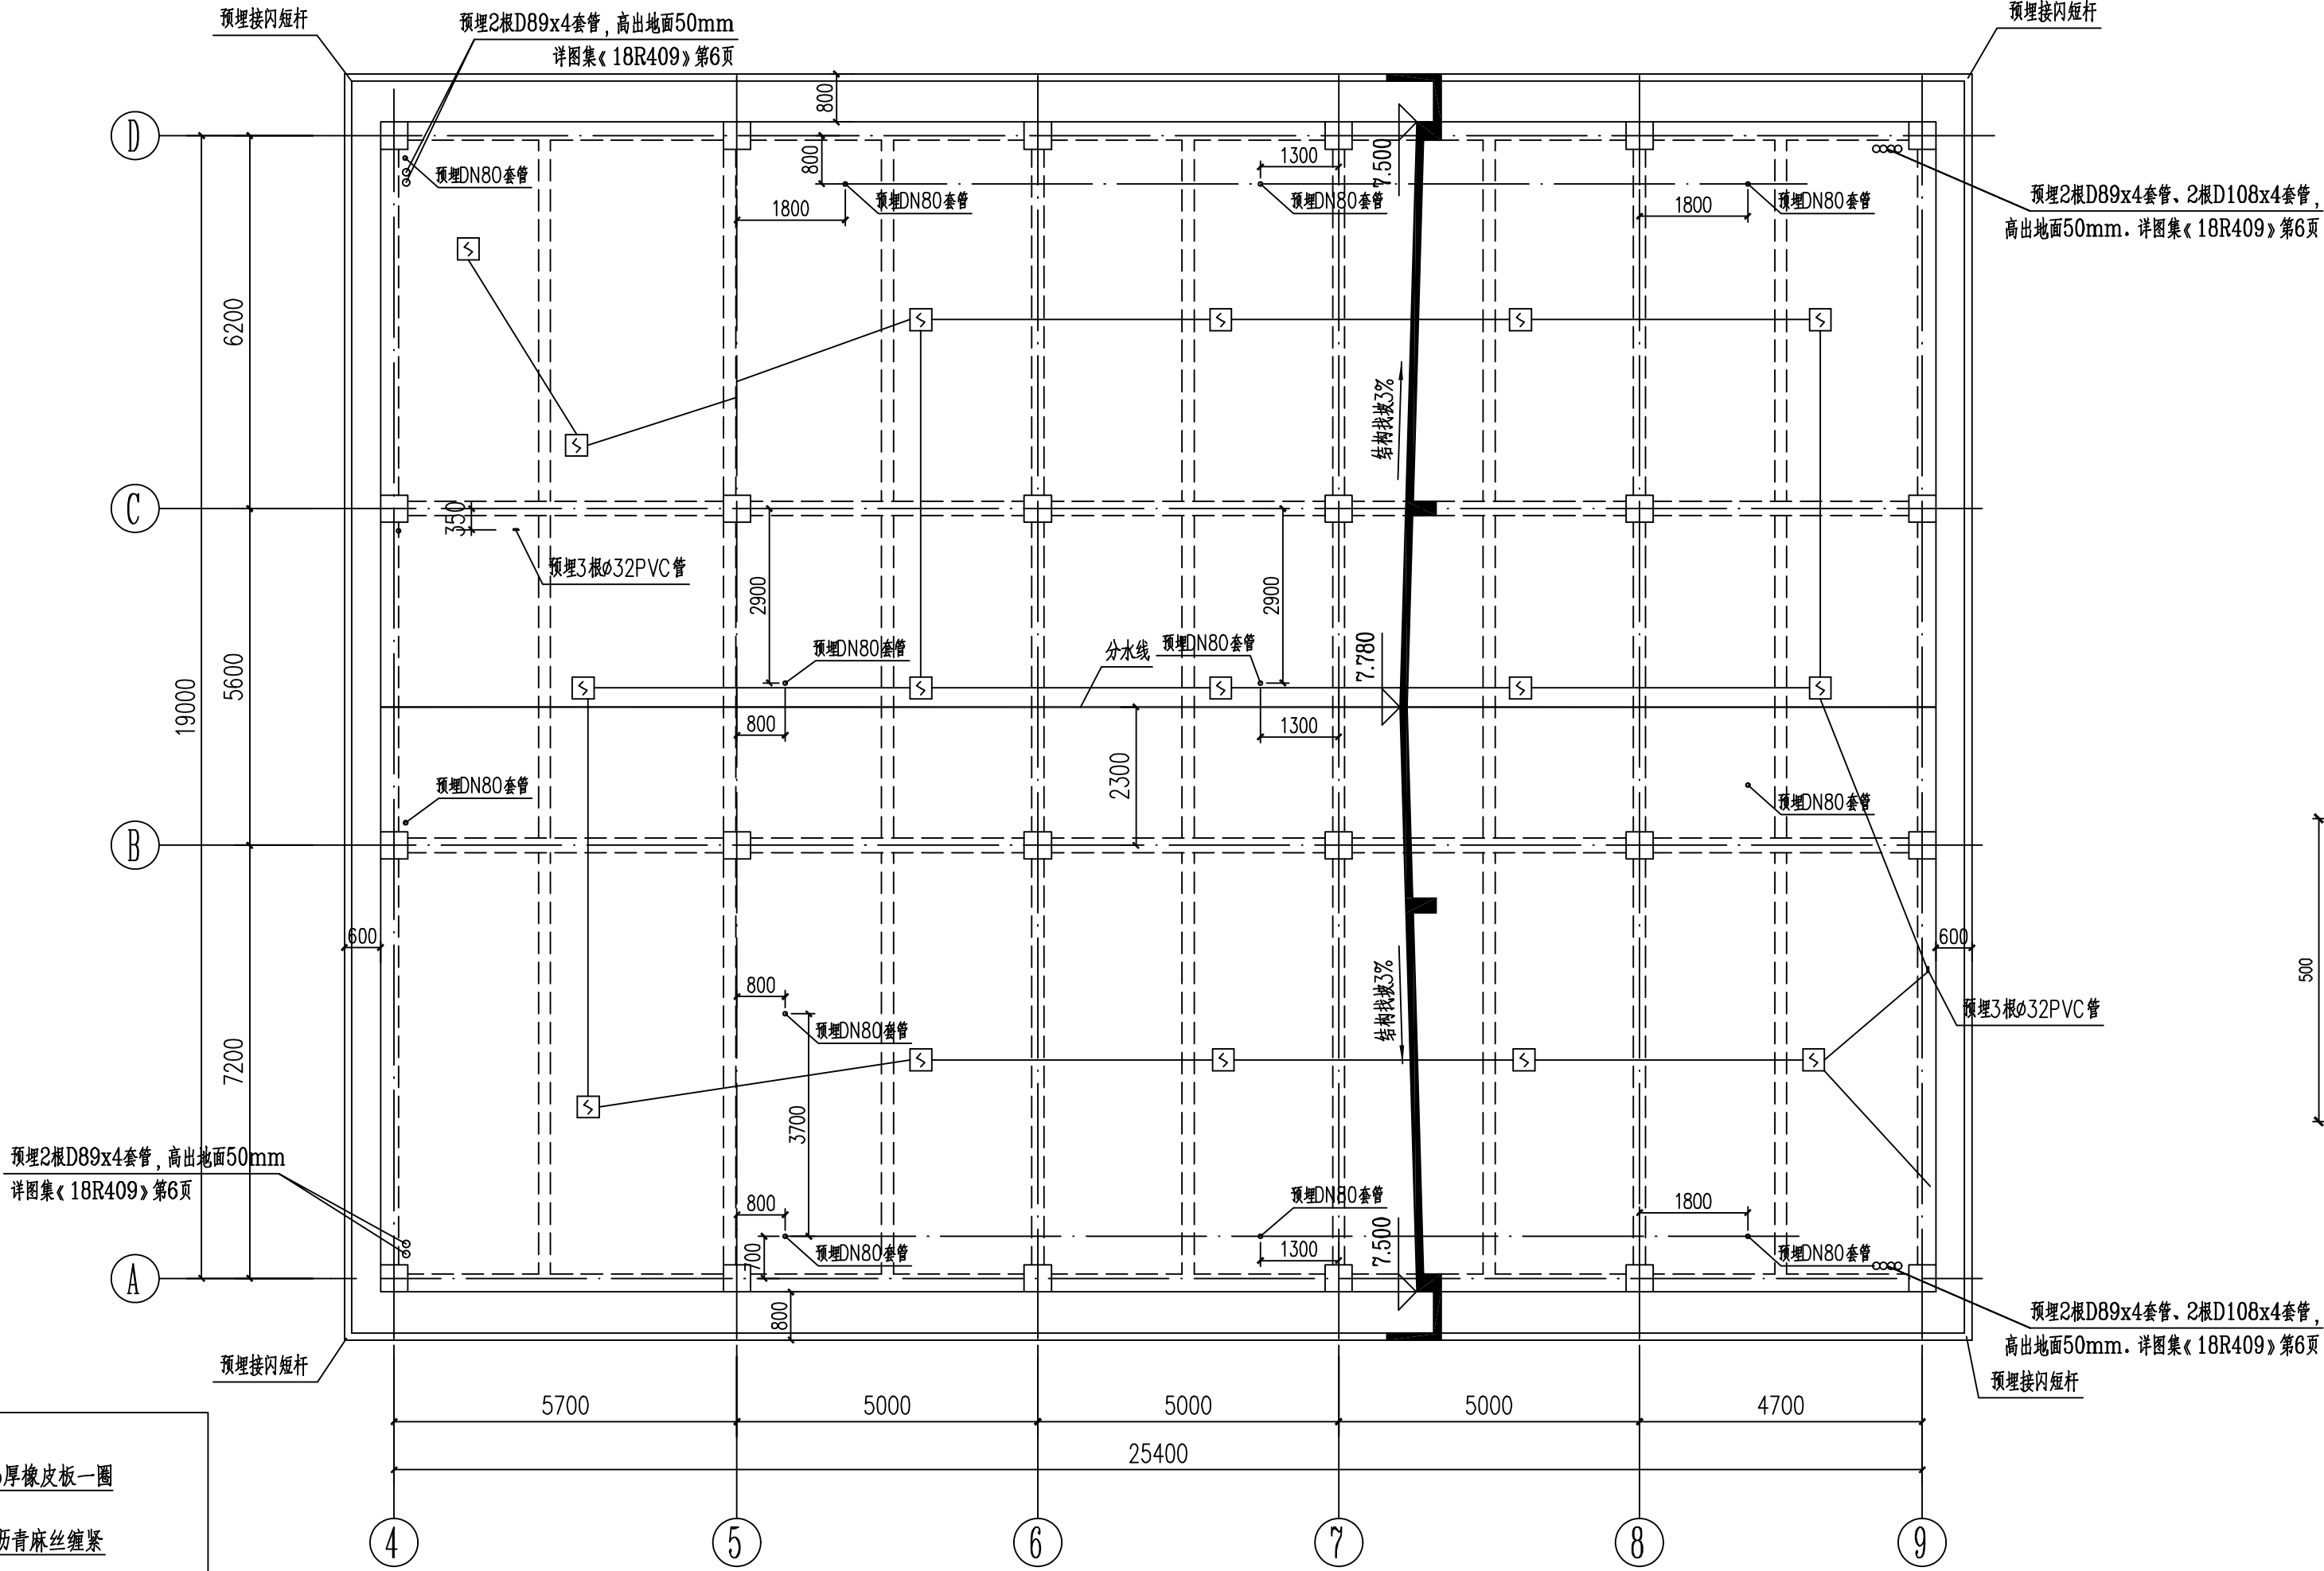 预埋接闪短杆
预埋2根D89x4套管，高出地面50mm
详图集《18R409》第6页
预埋接闪短杆
800
D
800
1300
7.500
预埋DN80套管
预埋DN80套管
预埋DN80套管
预埋DN80套管
1800
1800
预埋2根D89x4套管、2根D108x4套管，
高出地面50mm。详图集《18R409》第6页
6200
结构找坡3%
C
350
预埋3根ø32PVC管
2900
2900
预埋DN80套管
分水线
预埋DN80套管
7.780
19000
5600
800
1300
2300
预埋DN80套管
预埋DN80套管
B
600
600
500
结构找坡3%
800
预埋DN80套管
预埋3根ø32PVC管
7200
3700
预埋2根D89x4套管，高出地面50mm
详图集《18R409》第6页
800
预埋DN80套管
1800
7.500
700
预埋DN80套管
1300
预埋DN80套管
A
800
预埋2根D89x4套管、2根D108x4套管，
高出地面50mm。详图集《18R409》第6页
预埋接闪短杆
预埋接闪短杆
5700
5000
5000
5000
4700
25400
厚橡皮板一圈
沥青麻丝缠紧
4
5
6
7
8
9